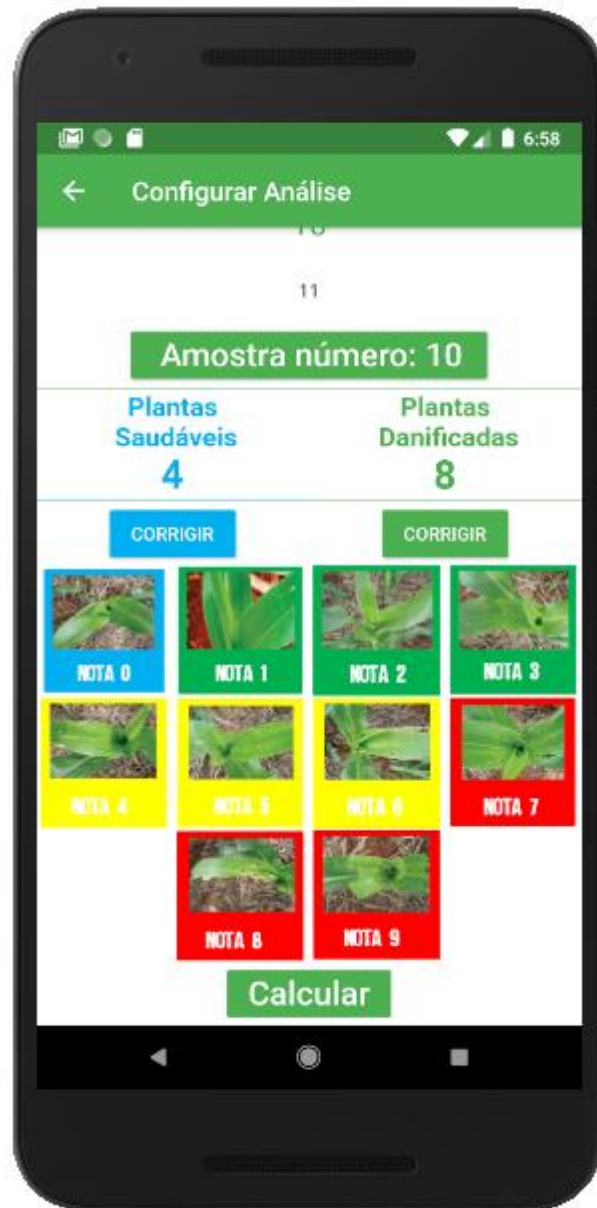 6:58
Configurar Análise
10
11
Amostra número: 10
Plantas
Saudáveis
4
Plantas
Danificadas
8
CORRIGIR
CORRIGIR
NOTA 0
NOTA 1
NOTA 2
NOTA 3
NOTA 4
NOTA 5
NOTA 6
NOTA 7
NOTA 8
NOTA 9
Calcular